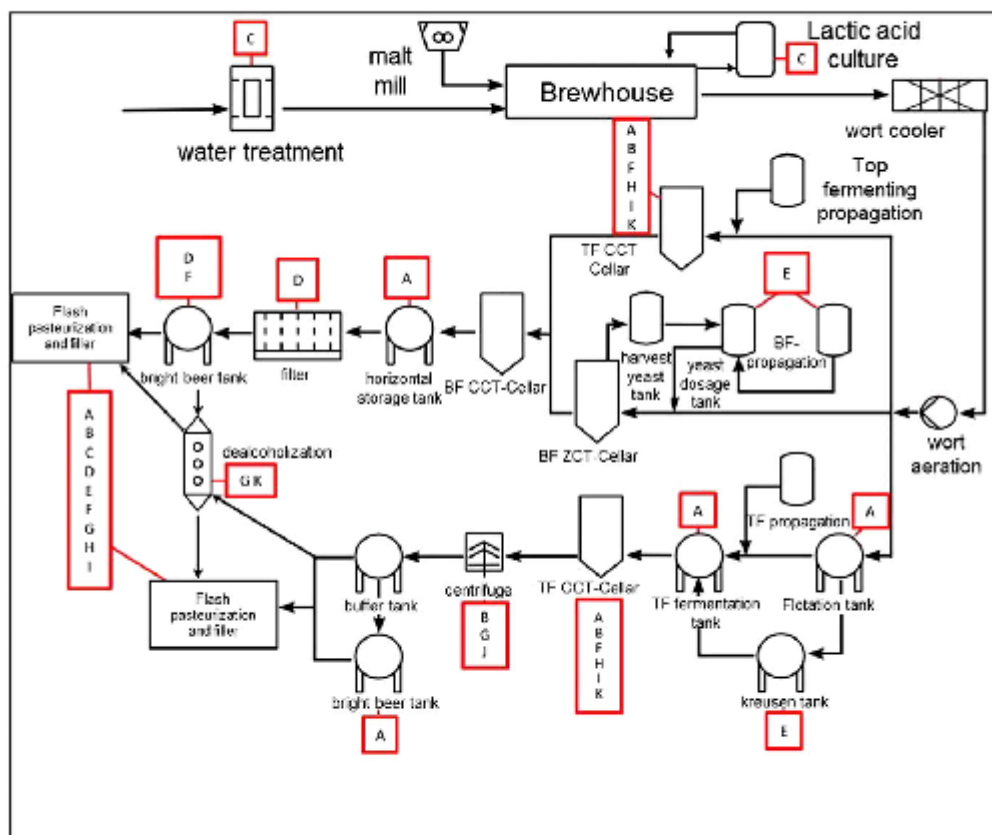 C
malt
mill
Lactic acid
culture
C
Brewhouse
water treatment
wort cooler
A
B
F
H
I
K
Top
fermenting
propagation
TF CCT
Cellar
D
F
D
A
E
Flash
pasteurization
and filler
bright beer tank
filter
horizontal
storage tank
BF CCT-Cellar
harvest
yeast
tank
yeast
dosage
tank
BF-
propagation
BF ZCT-Cellar
wort
aeration
A
B
C
D
E
F
G
H
I
dealcoholization
G K
A
TF propagation
A
Flash
pasteurization
and filler
buffer tank
centrifuge
B
G
J
TF CCT-Cellar
A
B
F
H
I
K
TF fermentation
tank
Flotation tank
bright beer tank
A
kreusen tank
E